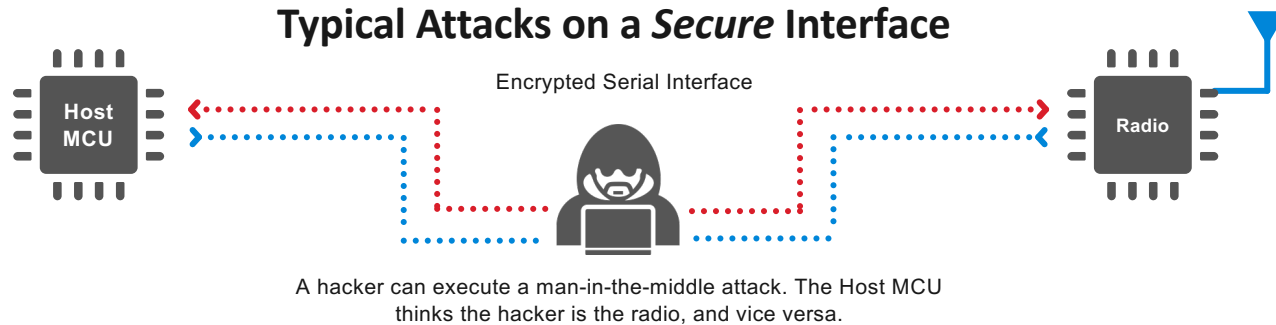 Typical Attacks on a Secure Interface
Encrypted Serial Interface
Host
MCU
Radio
A hacker can execute a man-in-the-middle attack. The Host MCU
thinks the hacker is the radio, and vice versa.